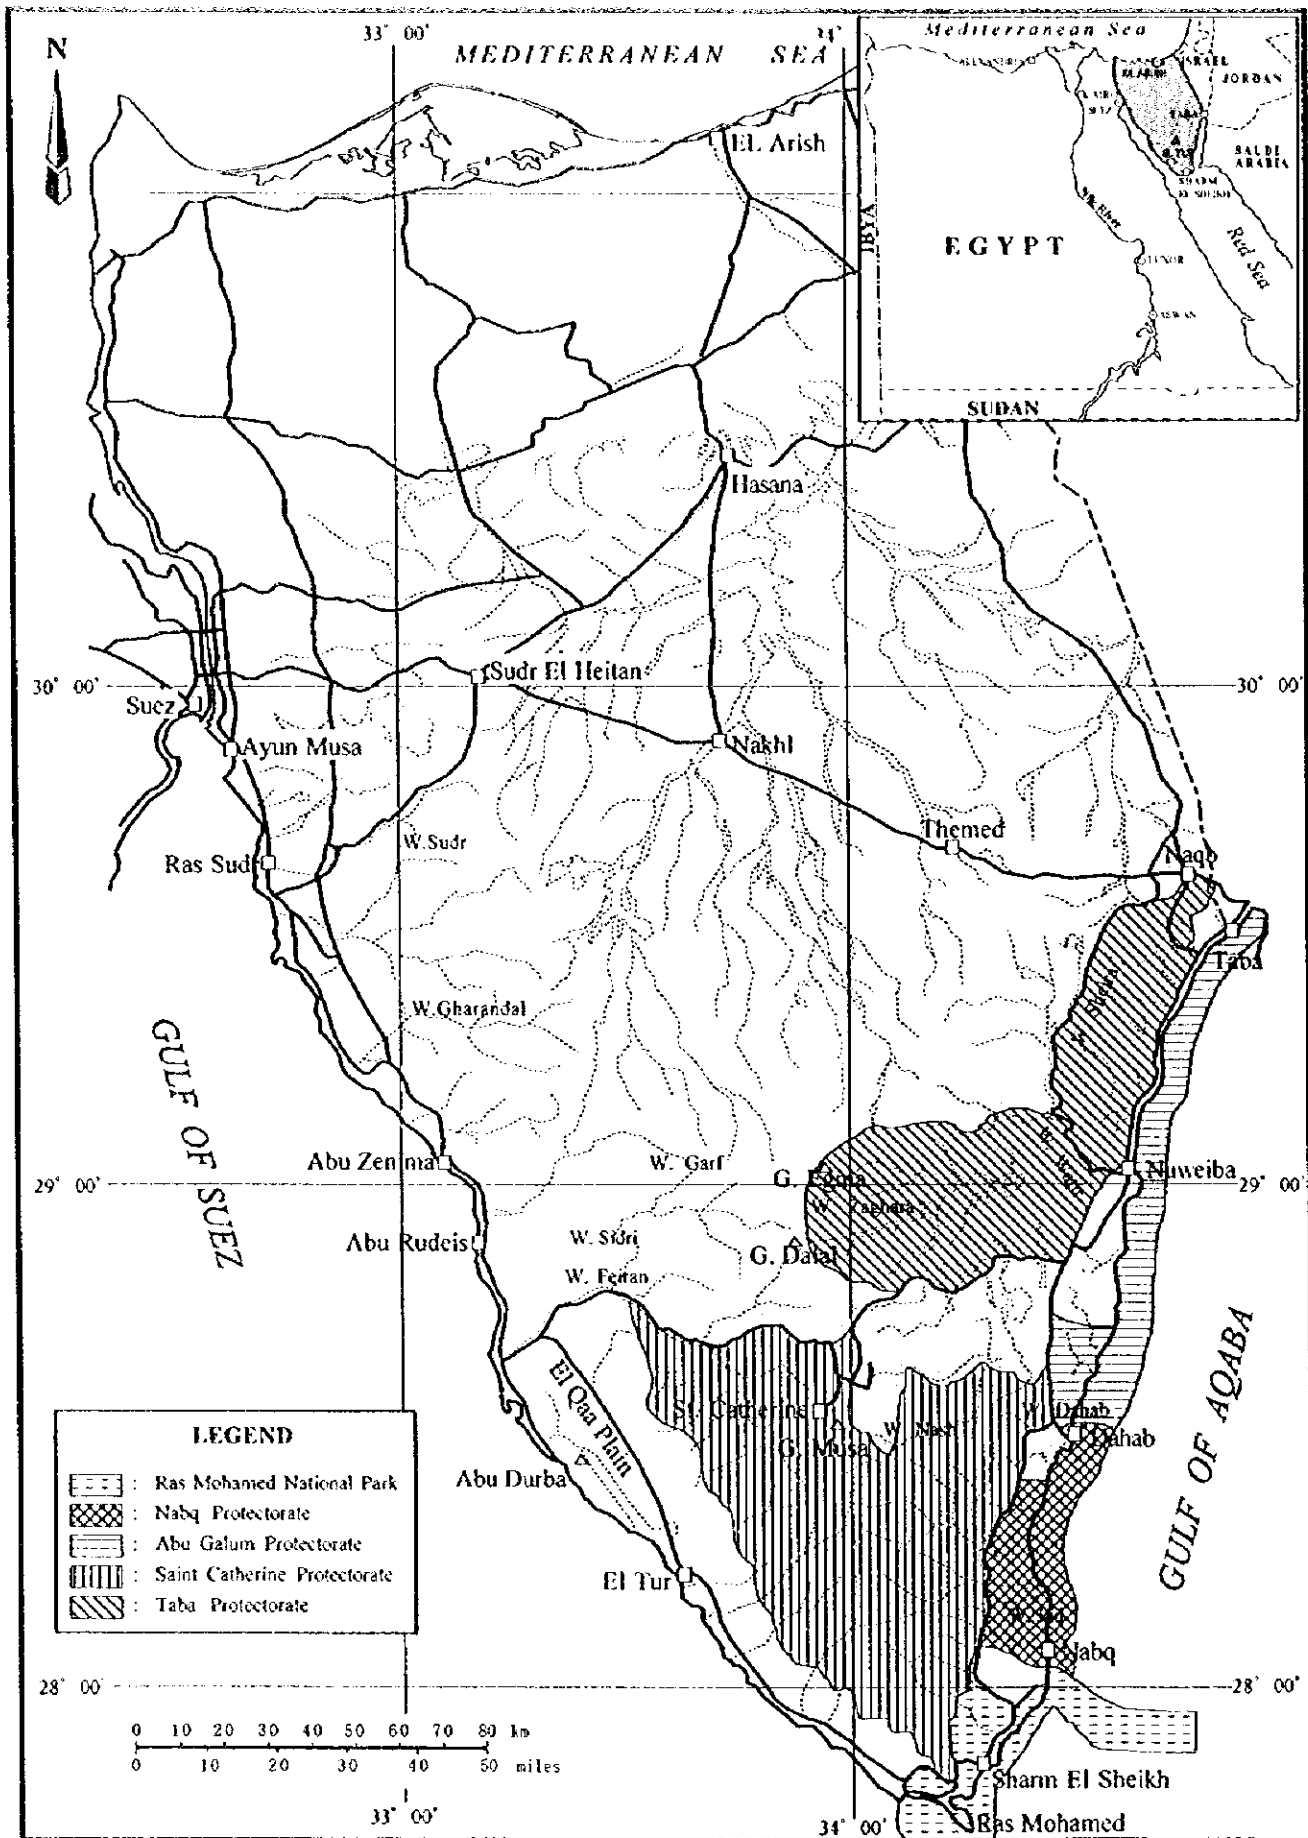 33° 00'
34°
N
MEDITERRANEAN SEA
Mediterranean Sea
ISRAEL
JORDAN
SAUDI
ARABIA
Nile River
EGYPT
LUXOR
ASWAN
Red Sea
SUDAN
EL Arish
Hasana
Sudr El Heitan
30° 00'
30° 00'
Suez
Ayun Musa
Nakhl
Themed
Naqb
W. Sudr
Ras Sudr
Taba
W. Gharandal
GULF OF SUEZ
Abu Zenima
W. Garf
G. Egma
Nuweiba
29° 00'
29° 00'
W. Zaghara
Abu Rudeis
W. Sidri
G. Dalal
W. Feiran
GULF OF AQABA
El Qaa Plain
St. Catherine
W. Nasb
W. Dahab
G. Musa
Dahab
Abu Durba
El Tur
Nabq
28° 00'
28° 00'
Sharm El Sheikh
Ras Mohamed
LEGEND
: Ras Mohamed National Park
: Nabq Protectorate
: Abu Galum Protectorate
: Saint Catherine Protectorate
: Taba Protectorate
0 10 20 30 40 50 60 70 80 km
0 10 20 30 40 50 miles
33° 00'
34° 00'